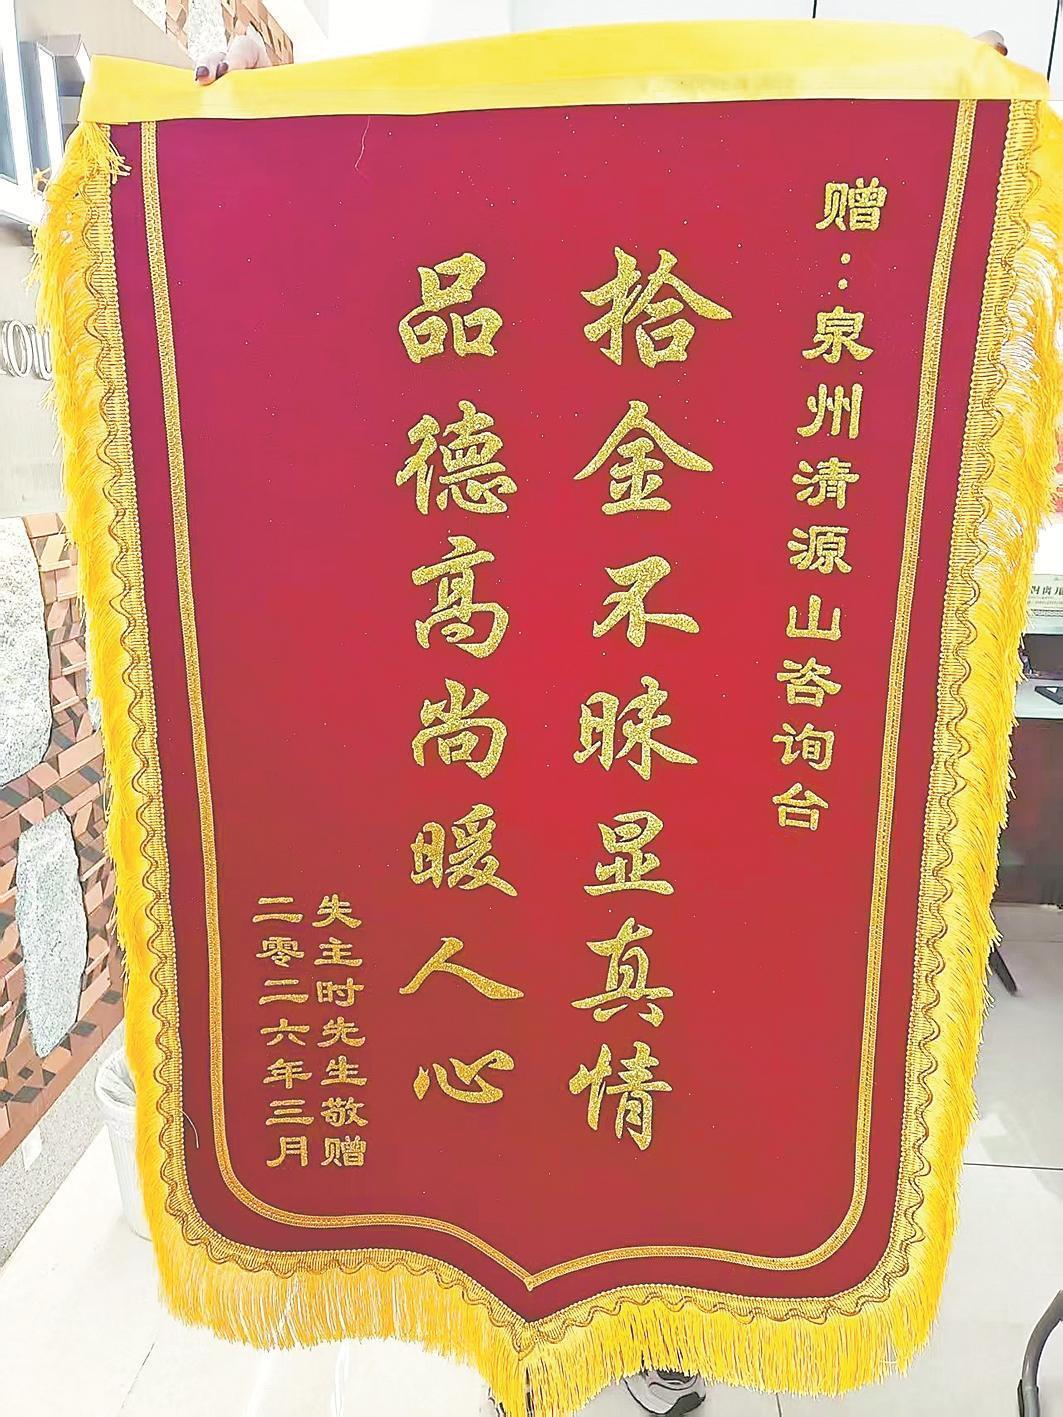 赠:泉州清源山咨询台
拾金不昧显真情
品德高尚暖人心
失主时先生敬赠
二零二六年三月